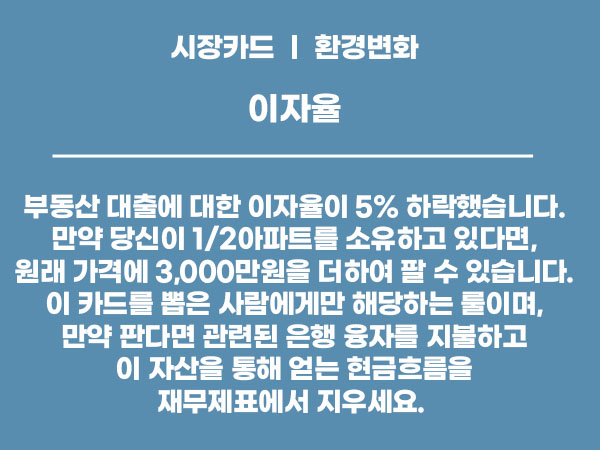 시장카드 | 환경변화
이자율
부동산 대출에 대한 이자율이 5% 하락했습니다.
만약 당신이 1/2아파트를 소유하고 있다면,
원래 가격에 3,000만원을 더하여 팔 수 있습니다.
이 카드를 뽑은 사람에게만 해당하는 룰이며,
만약 판다면 관련된 은행 융자를 지불하고
이 자산을 통해 얻는 현금흐름을
재무제표에서 지우세요.